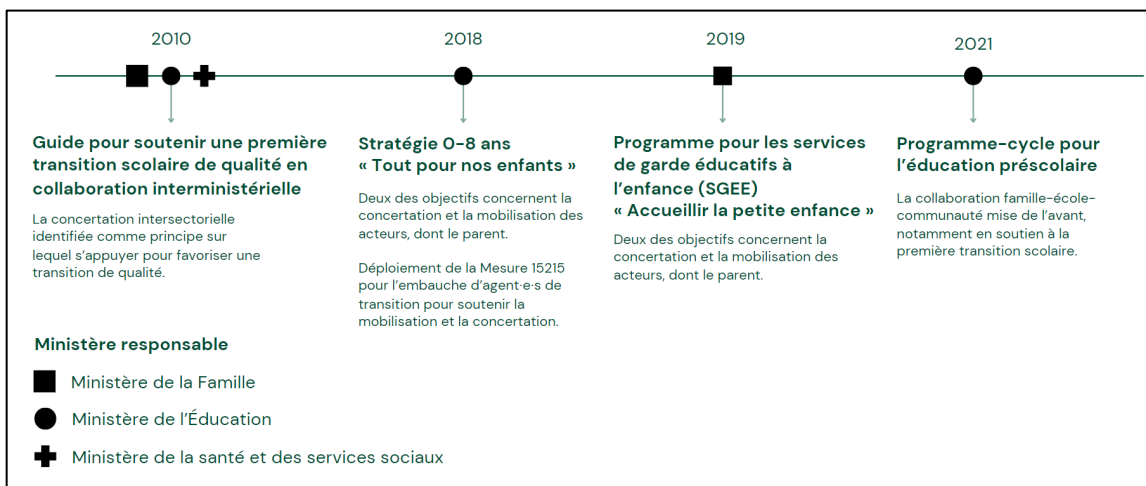 2010
2018
2019
2021
Guide pour soutenir une première
transition scolaire de qualité en
collaboration interministérielle
La concertation intersectorielle
identifiée comme principe sur
lequel s'appuyer pour favoriser une
transition de qualité.
Stratégie 0-8 ans
« Tout pour nos enfants »
Deux des objectifs concernent la
concertation et la mobilisation des
acteurs, dont le parent.
Déploiement de la Mesure 15215
pour l'embauche d'agent·e·s de
transition pour soutenir la
mobilisation et la concertation.
Programme pour les services
de garde éducatifs à
l'enfance (SGEE)
« Accueillir la petite enfance »
Deux des objectifs concernent la
concertation et la mobilisation des
acteurs, dont le parent.
Programme-cycle pour
l'éducation préscolaire
La collaboration famille-école-
communauté mise de l'avant,
notamment en soutien à la
première transition scolaire.
Ministère responsable
Ministère de la Famille
Ministère de l'Éducation
Ministère de la santé et des services sociaux